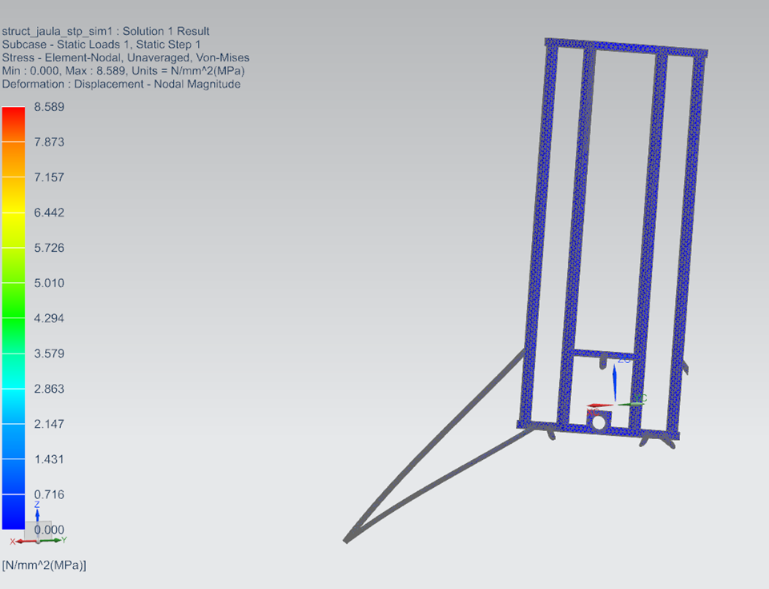 struct_jaula_stp_sim1 : Solution 1 Result
Subcase - Static Loads 1, Static Step 1
Stress - Element-Nodal, Unaveraged, Von-Mises
Min : 0.000, Max : 8.589, Units = N/mm^2(MPa)
Deformation : Displacement - Nodal Magnitude
8.589
7.873
7.157
6.442
5.726
5.010
4.294
3.579
2.863
2.147
1.431
0.716
0.000
Z
X
Y
[N/mm^2(MPa)]